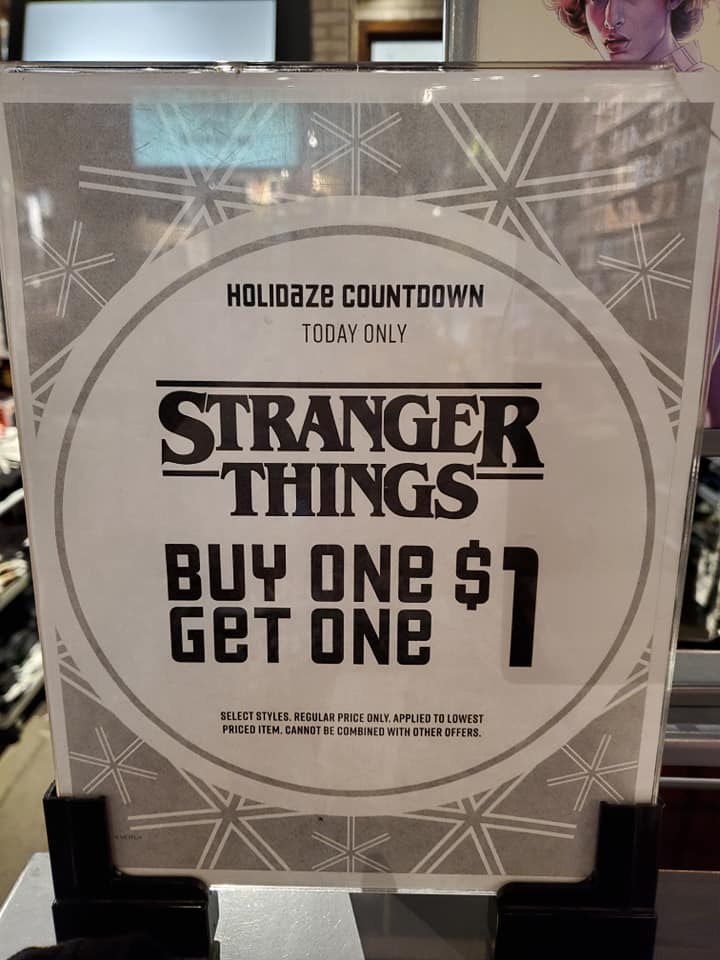 HOLIDAZE COUNTDOWN
TODAY ONLY
STRANGER
THINGS
BUY ONE $1
GET ONE
SELECT STYLES. REGULAR PRICE ONLY. APPLIED TO LOWEST
PRICED ITEM. CANNOT BE COMBINED WITH OTHER OFFERS.